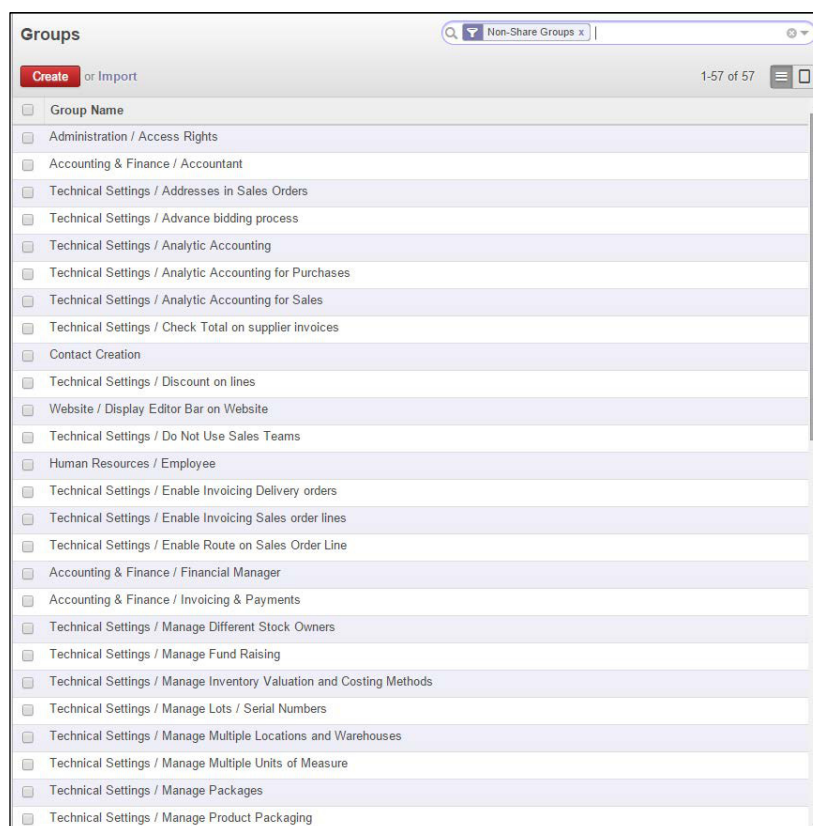 Groups
Non-Share Groups x
Create or Import
1-57 of 57
Group Name
Administration / Access Rights
Accounting & Finance / Accountant
Technical Settings / Addresses in Sales Orders
Technical Settings / Advance bidding process
Technical Settings / Analytic Accounting
Technical Settings / Analytic Accounting for Purchases
Technical Settings / Analytic Accounting for Sales
Technical Settings / Check Total on supplier invoices
Contact Creation
Technical Settings / Discount on lines
Website / Display Editor Bar on Website
Technical Settings / Do Not Use Sales Teams
Human Resources / Employee
Technical Settings / Enable Invoicing Delivery orders
Technical Settings / Enable Invoicing Sales order lines
Technical Settings / Enable Route on Sales Order Line
Accounting & Finance / Financial Manager
Accounting & Finance / Invoicing & Payments
Technical Settings / Manage Different Stock Owners
Technical Settings / Manage Fund Raising
Technical Settings / Manage Inventory Valuation and Costing Methods
Technical Settings / Manage Lots / Serial Numbers
Technical Settings / Manage Multiple Locations and Warehouses
Technical Settings / Manage Multiple Units of Measure
Technical Settings / Manage Packages
Technical Settings / Manage Product Packaging